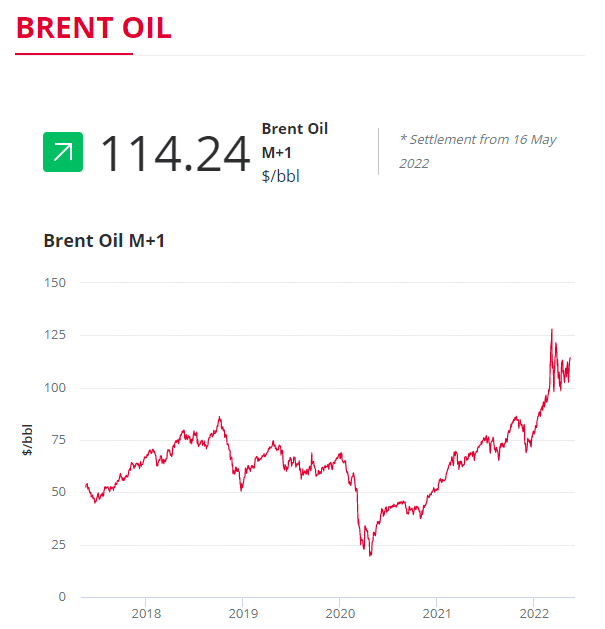 BRENT OIL
114.24
Brent Oil
M+1
$/bbl
* Settlement from 16 May
2022
Brent Oil M+1
150
125
100
75
50
25
0
$/bbl
2018
2019
2020
2021
2022